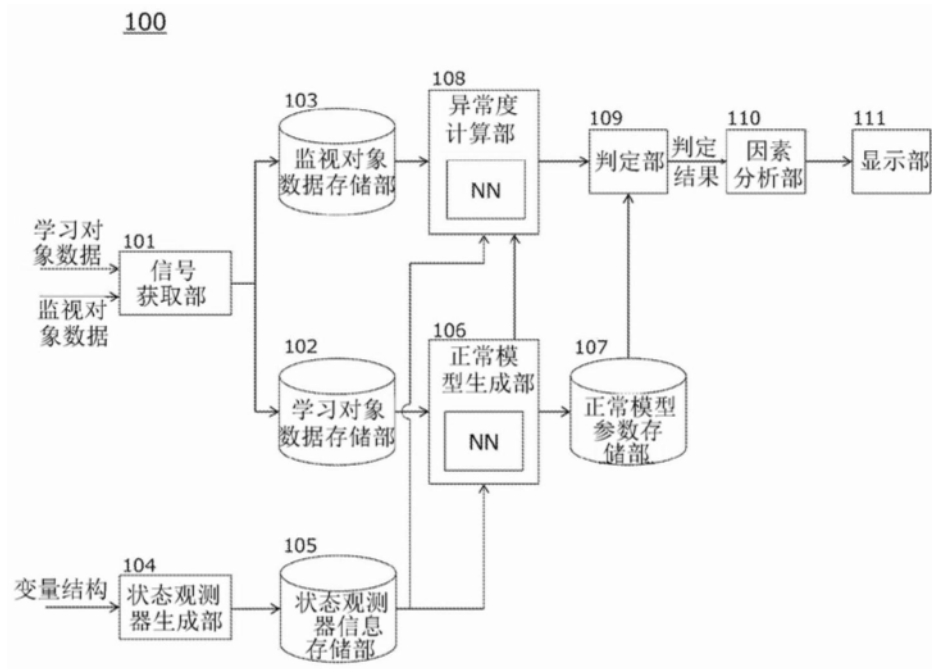 100
103
监视对象
数据存储部
108
异常度
计算部
NN
109
判定部
判定
结果
110
因素
分析部
111
显示部
学习对
象数据
监视对
象数据
101
信号
获取部
102
学习对象
数据存储部
106
正常模
型生成部
NN
107
正常模型
参数存
储部
变量结构
104
状态观测
器生成部
105
状态观测
器信息
存储部